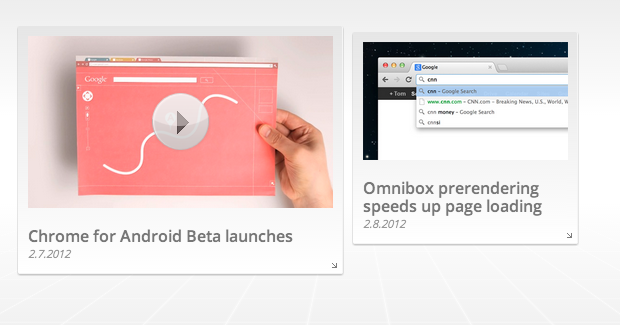 Google
Chrome for Android Beta launches
2.7.2012
Google
cnn
+ Tom
cnn – Google Search
www.cnn.com – CNN.com – Breaking News, U.S., World, W
cnn money – Google Search
cnnsi
Omnibox prerendering
speeds up page loading
2.8.2012